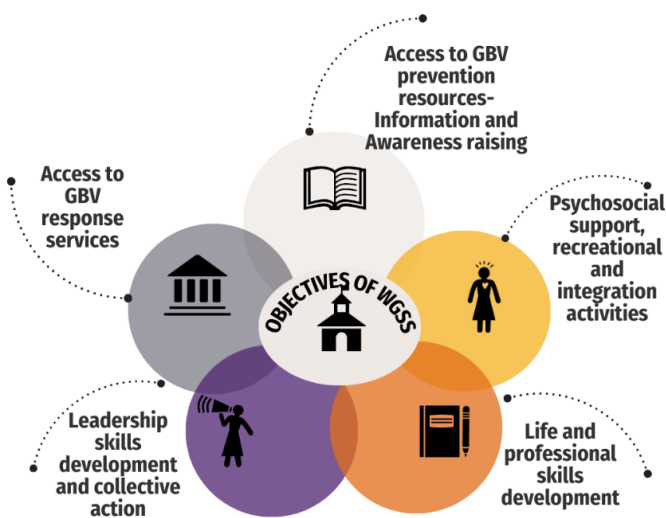 Access to GBV
prevention
resources-
Information and
Awareness raising
Access to
GBV
response
services
Psychosocial
support,
recreational
and
integration
activities
OBJECTIVES OF WGSS
Leadership
skills
development
and collective
action
Life and
professional
skills
development